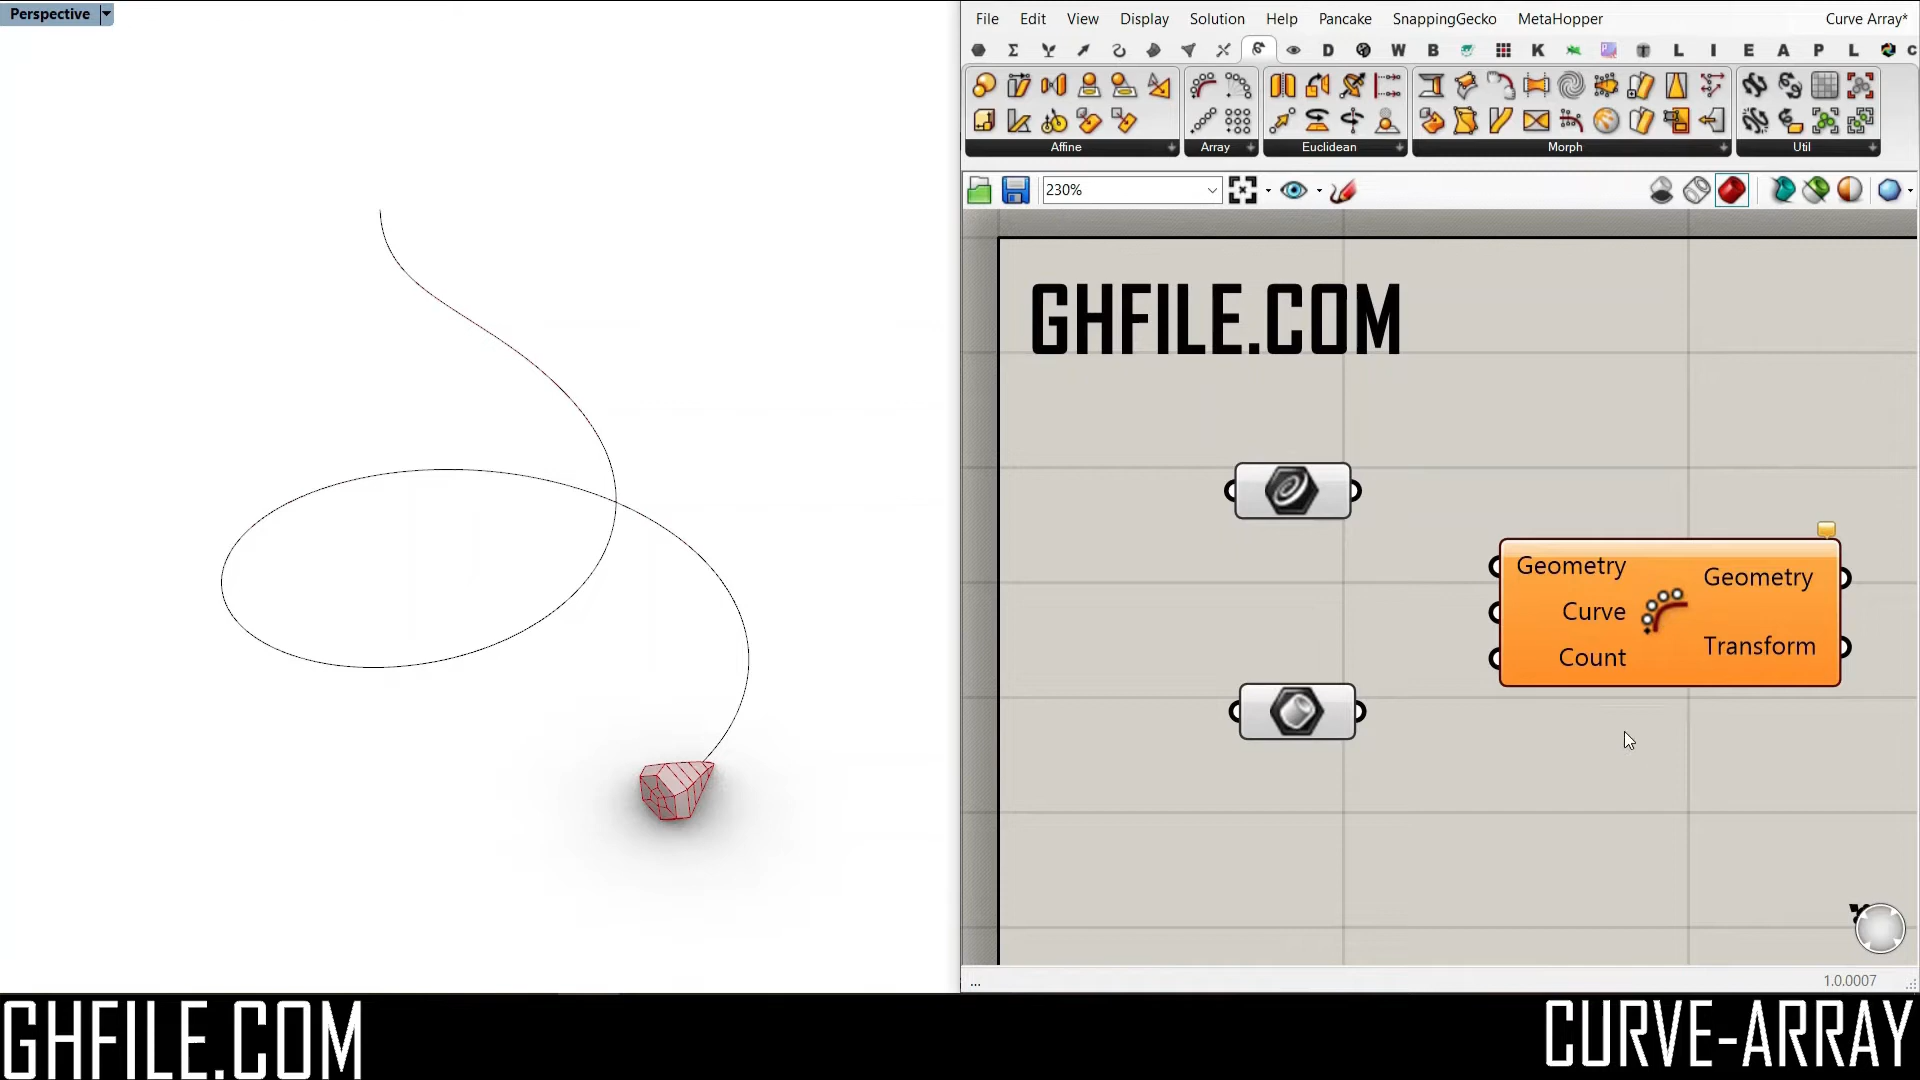 Perspective
File Edit View Display Solution Help Pancake SnappingGecko MetaHopper Curve Array*
D W B K L I E A P L C
Affine Array Euclidean Morph Util
230%
GHFILE.COM
Geometry Geometry
Curve
Transform
Count
...
1.0.0007
GHFILE.COM CURVE-ARRAY